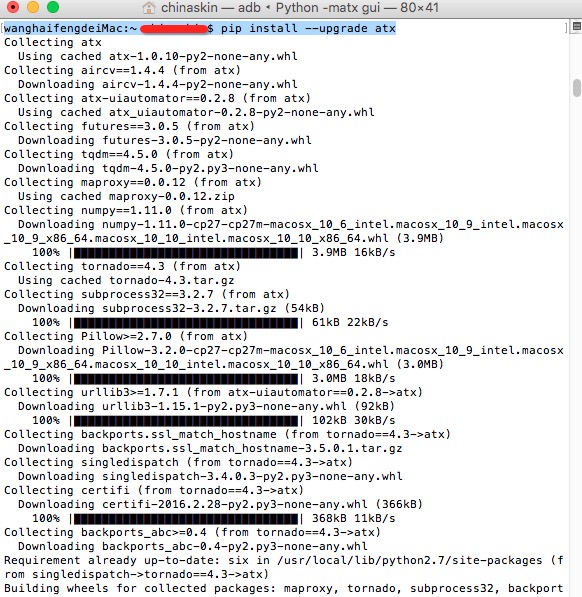 chinaskin — adb • Python -matx gui — 80×41
[wanghaifengdeiMac:~ $ pip install --upgrade atx ]
Collecting atx
  Using cached atx-1.0.10-py2-none-any.whl
Collecting aircv==1.4.4 (from atx)
  Downloading aircv-1.4.4-py2-none-any.whl
Collecting atx-uiautomator==0.2.8 (from atx)
  Using cached atx_uiautomator-0.2.8-py2-none-any.whl
Collecting futures==3.0.5 (from atx)
  Downloading futures-3.0.5-py2-none-any.whl
Collecting tqdm==4.5.0 (from atx)
  Downloading tqdm-4.5.0-py2.py3-none-any.whl
Collecting maproxy==0.0.12 (from atx)
  Using cached maproxy-0.0.12.zip
Collecting numpy==1.11.0 (from atx)
  Downloading numpy-1.11.0-cp27-cp27m-macosx_10_6_intel.macosx_10_9_intel.macosx
_10_9_x86_64.macosx_10_10_intel.macosx_10_10_x86_64.whl (3.9MB)
    100% |████████████████████████████████| 3.9MB 16kB/s
Collecting tornado==4.3 (from atx)
  Using cached tornado-4.3.tar.gz
Collecting subprocess32==3.2.7 (from atx)
  Downloading subprocess32-3.2.7.tar.gz (54kB)
    100% |████████████████████████████████| 61kB 22kB/s
Collecting Pillow>=2.7.0 (from atx)
  Downloading Pillow-3.2.0-cp27-cp27m-macosx_10_6_intel.macosx_10_9_intel.macosx
_10_9_x86_64.macosx_10_10_intel.macosx_10_10_x86_64.whl (3.0MB)
    100% |████████████████████████████████| 3.0MB 18kB/s
Collecting urllib3>=1.7.1 (from atx-uiautomator==0.2.8->atx)
  Downloading urllib3-1.15.1-py2.py3-none-any.whl (92kB)
    100% |████████████████████████████████| 102kB 30kB/s
Collecting backports.ssl_match_hostname (from tornado==4.3->atx)
  Downloading backports.ssl_match_hostname-3.5.0.1.tar.gz
Collecting singledispatch (from tornado==4.3->atx)
  Downloading singledispatch-3.4.0.3-py2.py3-none-any.whl
Collecting certifi (from tornado==4.3->atx)
  Downloading certifi-2016.2.28-py2.py3-none-any.whl (366kB)
    100% |████████████████████████████████| 368kB 11kB/s
Collecting backports_abc>=0.4 (from tornado==4.3->atx)
  Downloading backports_abc-0.4-py2.py3-none-any.whl
Requirement already up-to-date: six in /usr/local/lib/python2.7/site-packages (f
rom singledispatch->tornado==4.3->atx)
Building wheels for collected packages: maproxy, tornado, subprocess32, backport